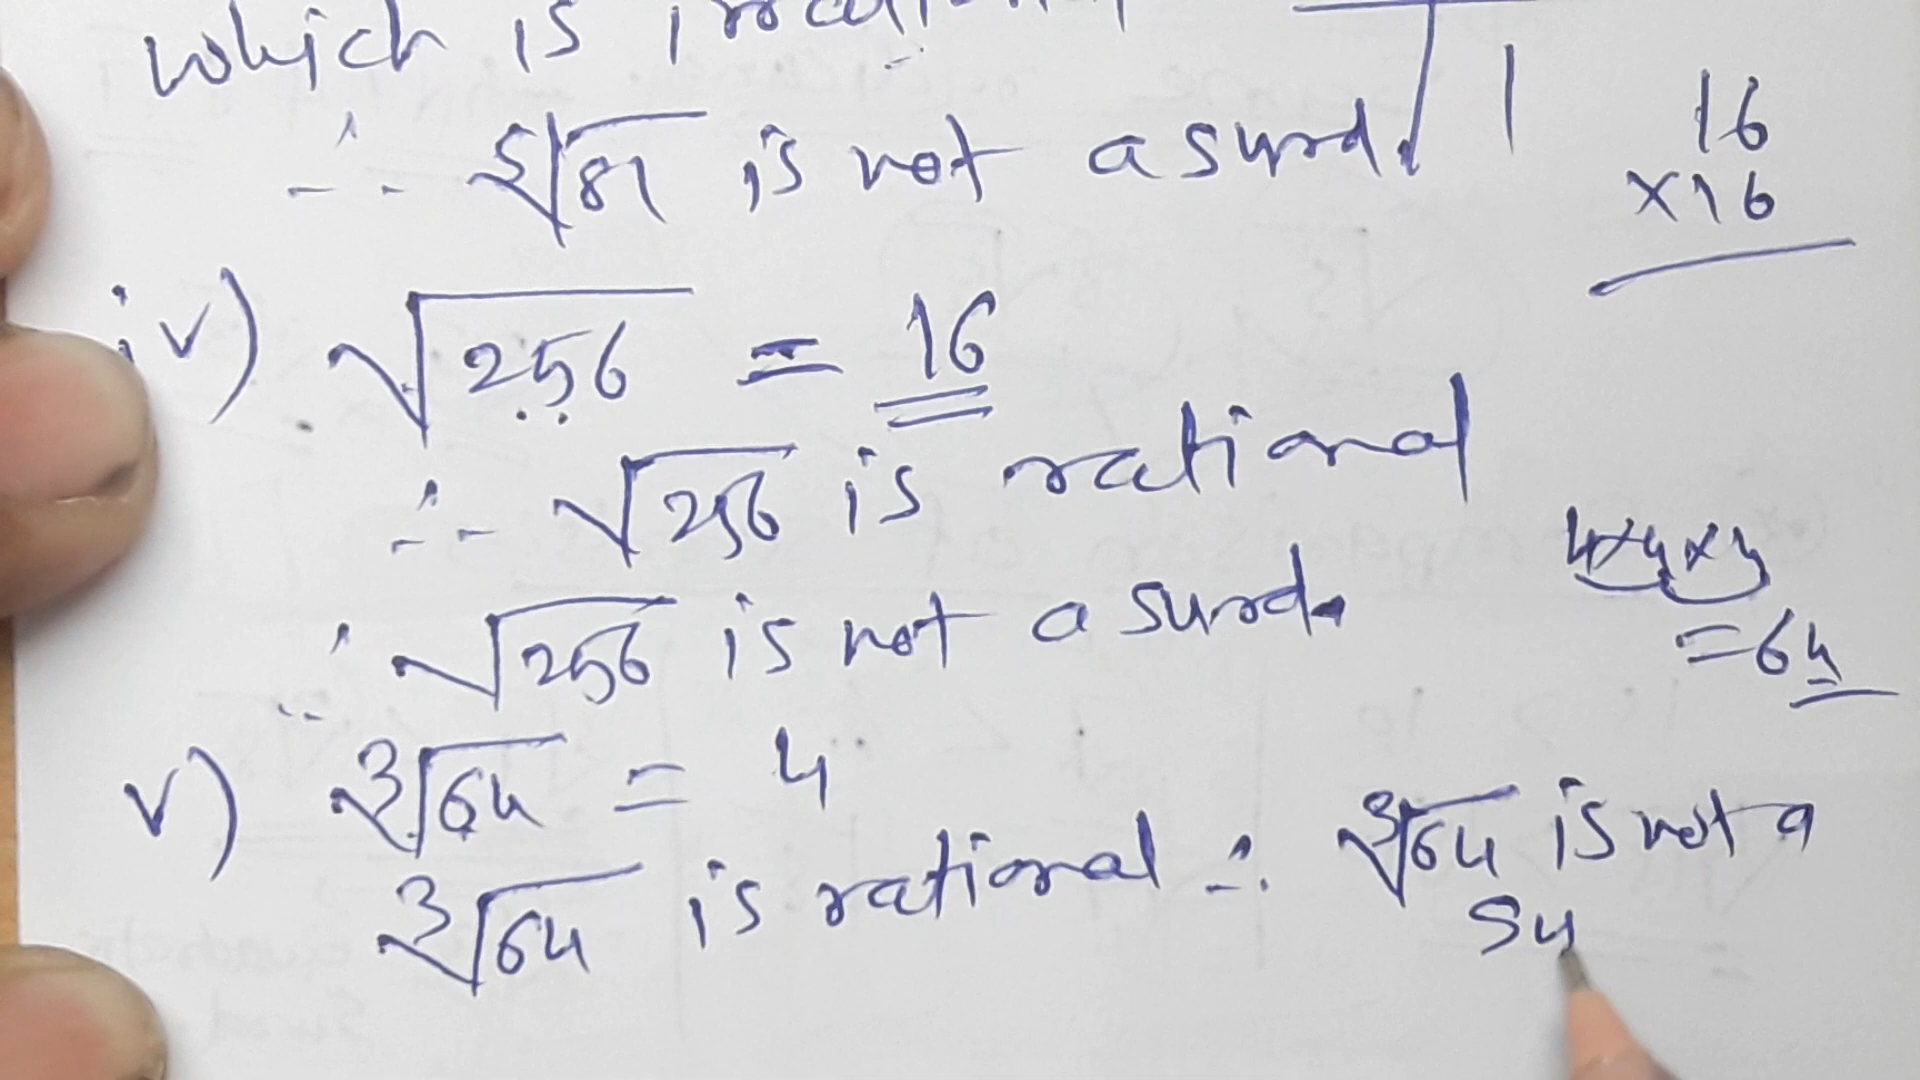 which is irrational
∴ ⁵√81 is not a surd.
16
×16
iv) √256 = 16
∴ √256 is rational
4×4×4
=64
∴ √256 is not a surd.
v) ³√64 = 4
³√64 is rational ∴ ³√64 is not a
su